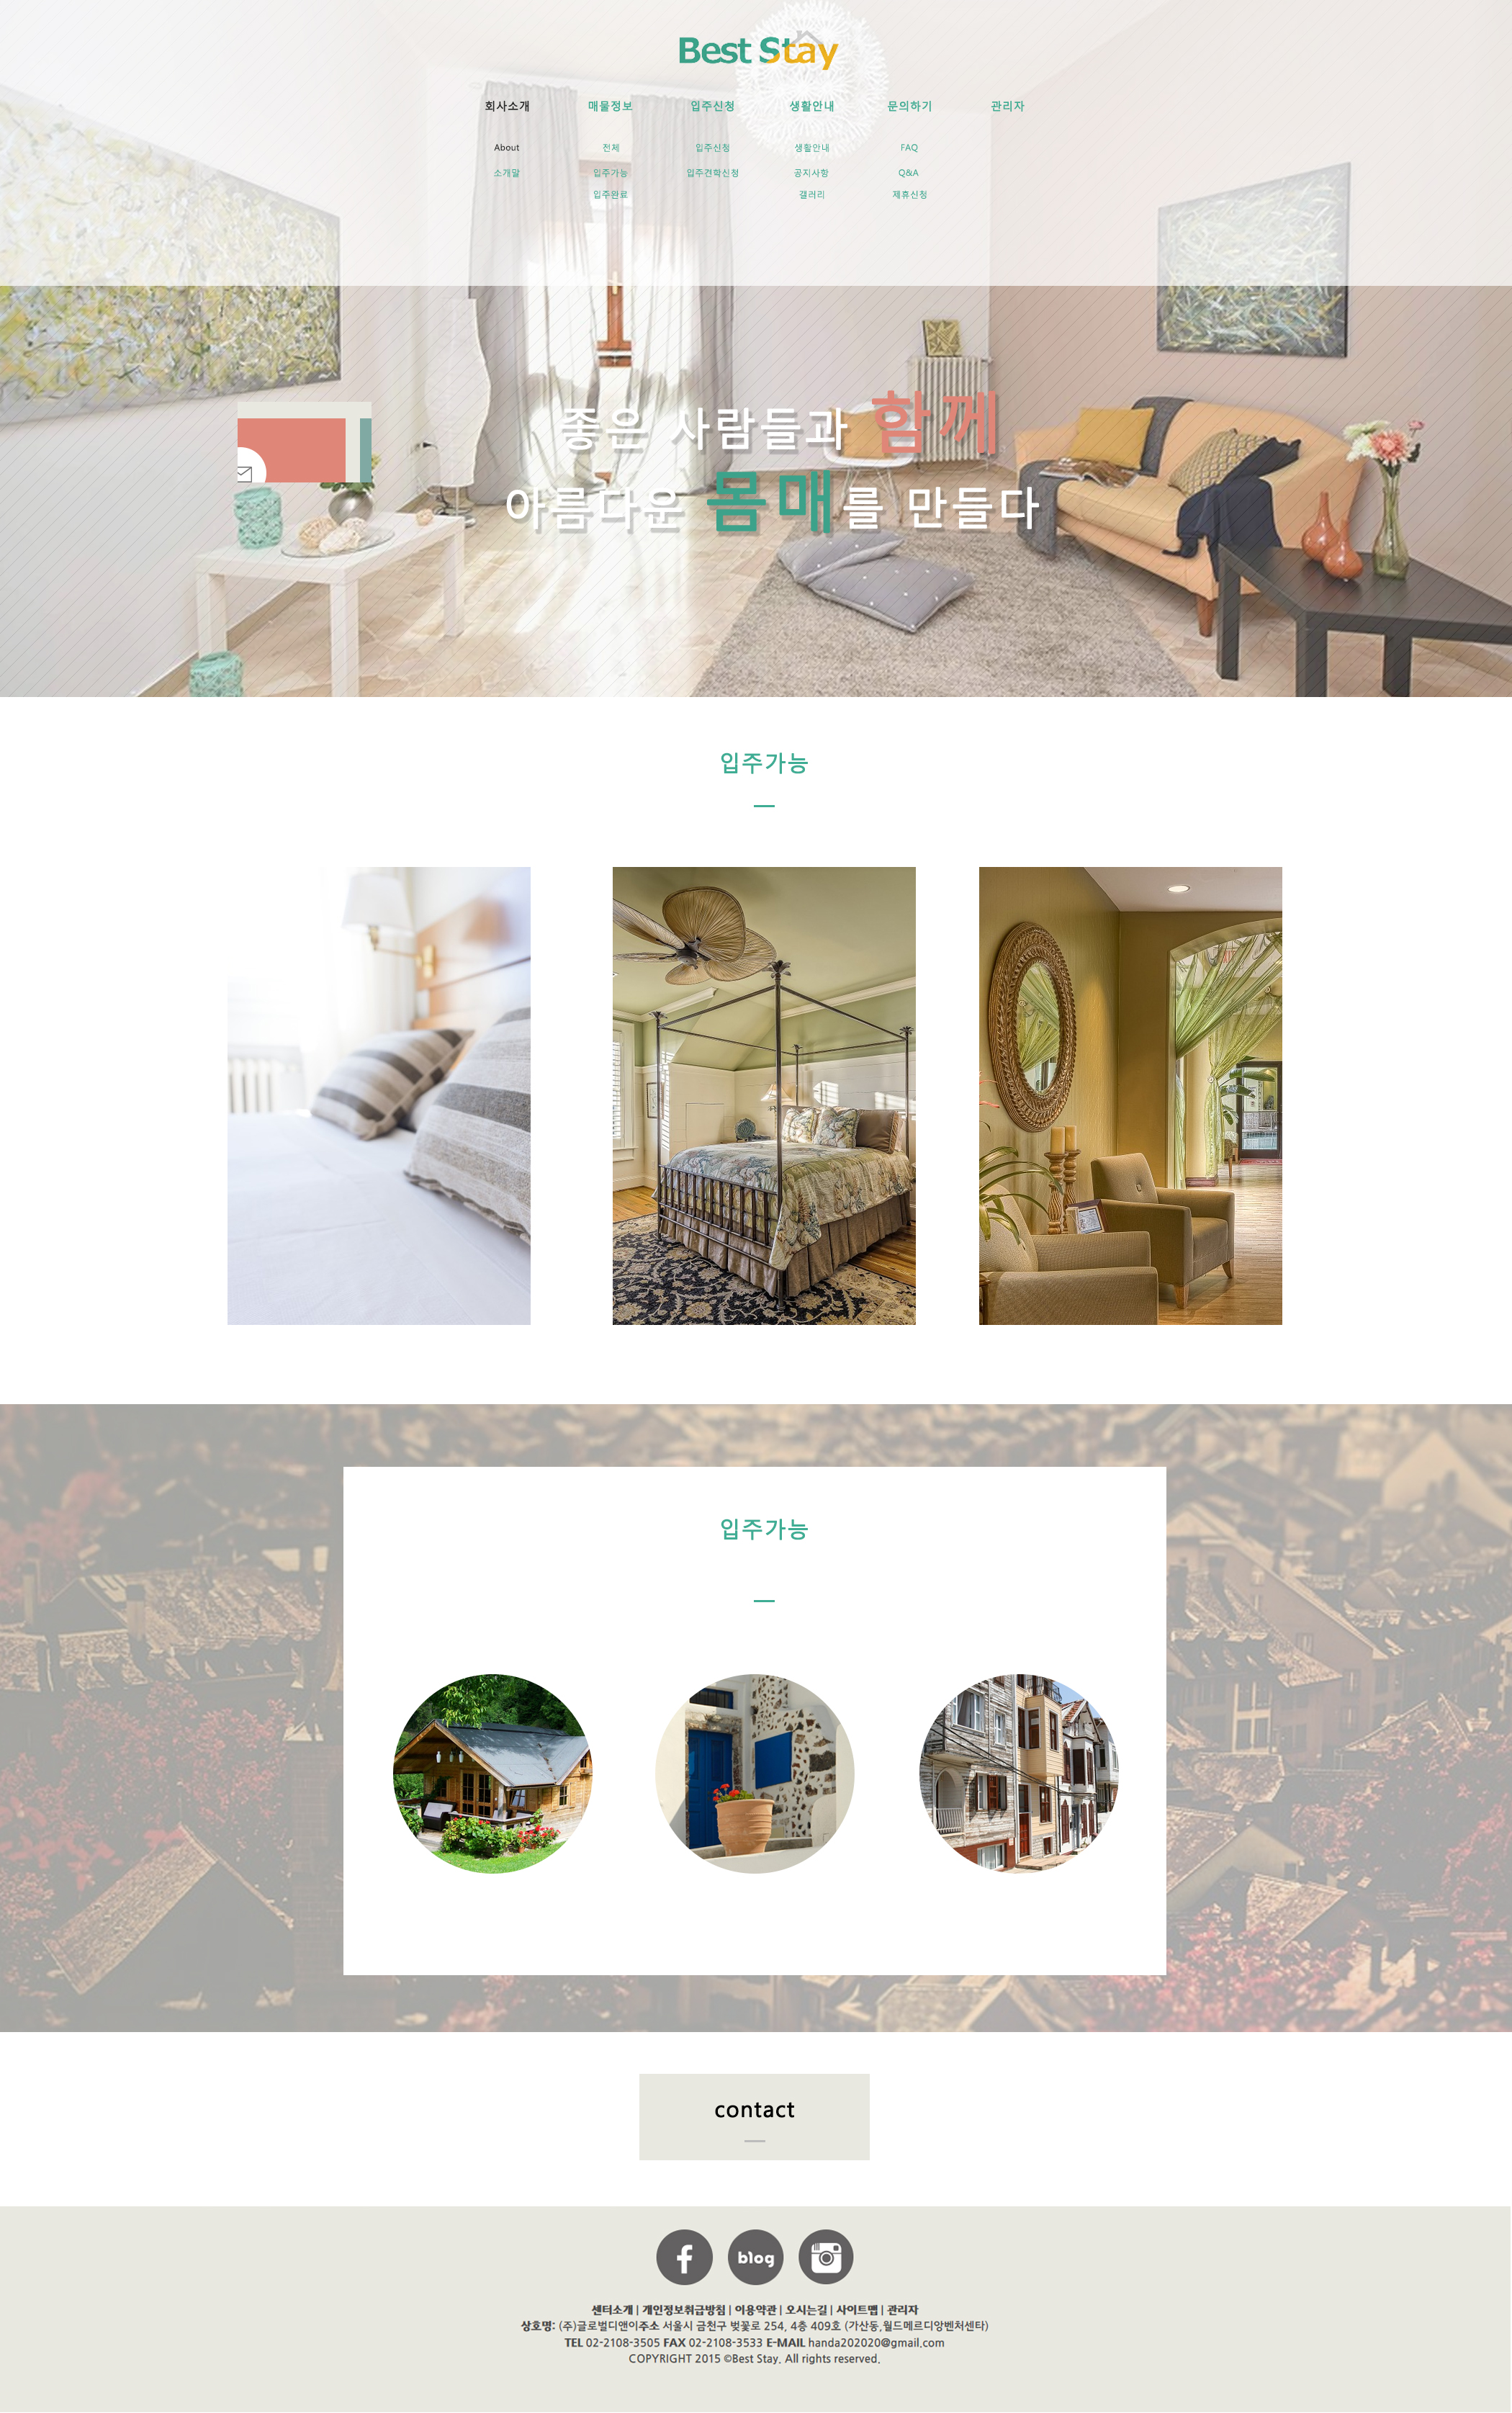 Best Stay
회사소개 매물정보 입주신청 생활안내 문의하기 관리자
About 전체 입주신청 생활안내 FAQ
소개말 입주가능 입주견학신청 공지사항 Q&A
입주완료 갤러리 제휴신청
좋은 사람들과 함께
아름다운 몸매를 만들다
입주가능
입주가능
contact
blog
센터소개 | 개인정보취급방침 | 이용약관 | 오시는길 | 사이트맵 | 관리자
상호명: (주)글로벌디앤이주소 서울시 금천구 벚꽃로 254, 4층 409호 (가산동,월드메르디앙벤처센타)
TEL 02-2108-3505 FAX 02-2108-3533 E-MAIL handa202020@gmail.com
COPYRIGHT 2015 ©Best Stay. All rights reserved.